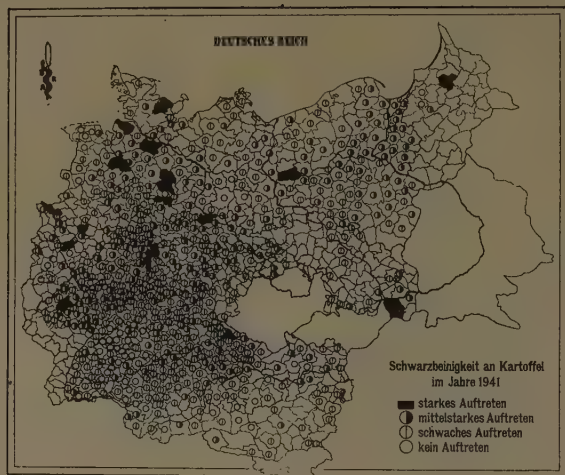 DEUTSCHES REICH
Schwarzbeinigkeit an Kartoffel
im Jahre 1941
starkes Auftreten
mittelstarkes Auftreten
schwaches Auftreten
kein Auftreten